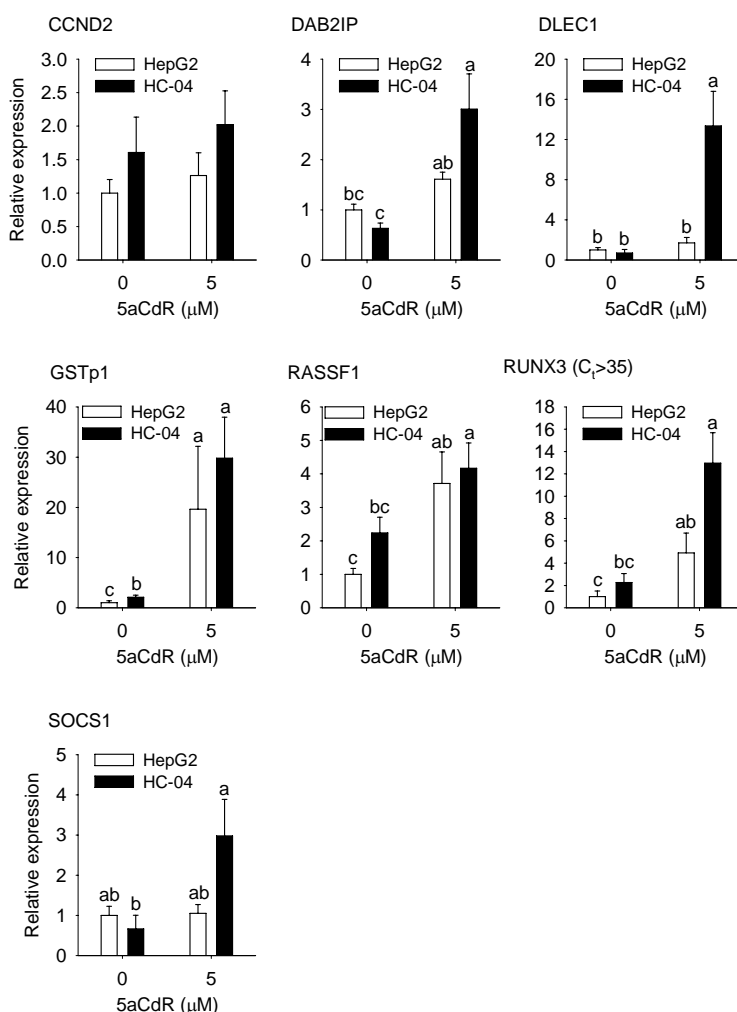 CCND2
Relative expression
3.0
2.5
2.0
1.5
1.0
0.5
0.0
HepG2
HC-04
0 5
5aCdR (μM)
DAB2IP
4
3
2
1
0
HepG2
HC-04
bc c ab a
0 5
5aCdR (μM)
DLEC1
20
16
12
8
4
0
HepG2
HC-04
b b b a
0 5
5aCdR (μM)
GSTp1
Relative expression
40
30
20
10
0
HepG2
HC-04
c b a a
0 5
5aCdR (μM)
RASSF1
6
5
4
3
2
1
0
HepG2
HC-04
c bc ab a
0 5
5aCdR (μM)
RUNX3 (Ct>35)
18
16
14
12
10
8
6
4
2
0
HepG2
HC-04
c bc ab a
0 5
5aCdR (μM)
SOCS1
Relative expression
5
4
3
2
1
0
HepG2
HC-04
ab b ab a
0 5
5aCdR (μM)